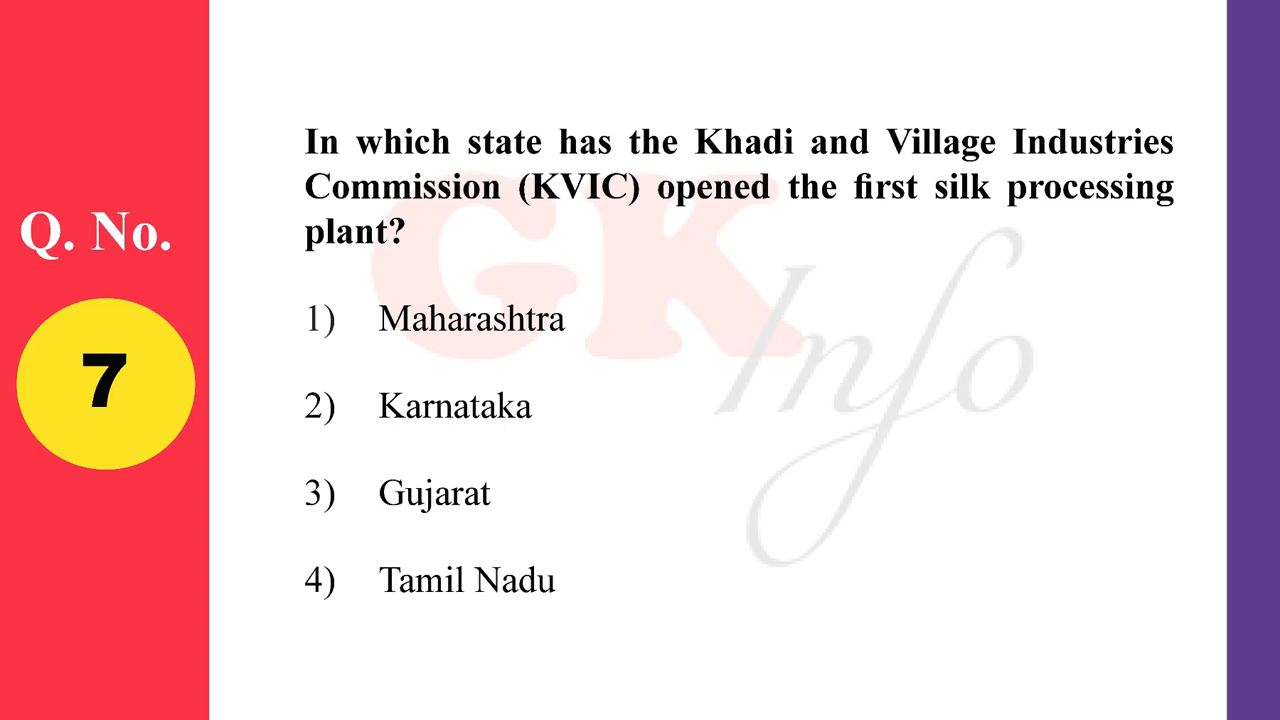 Q. No.
7
In which state has the Khadi and Village Industries
Commission (KVIC) opened the first silk processing
plant?
1) Maharashtra
2) Karnataka
3) Gujarat
4) Tamil Nadu
GK
Info